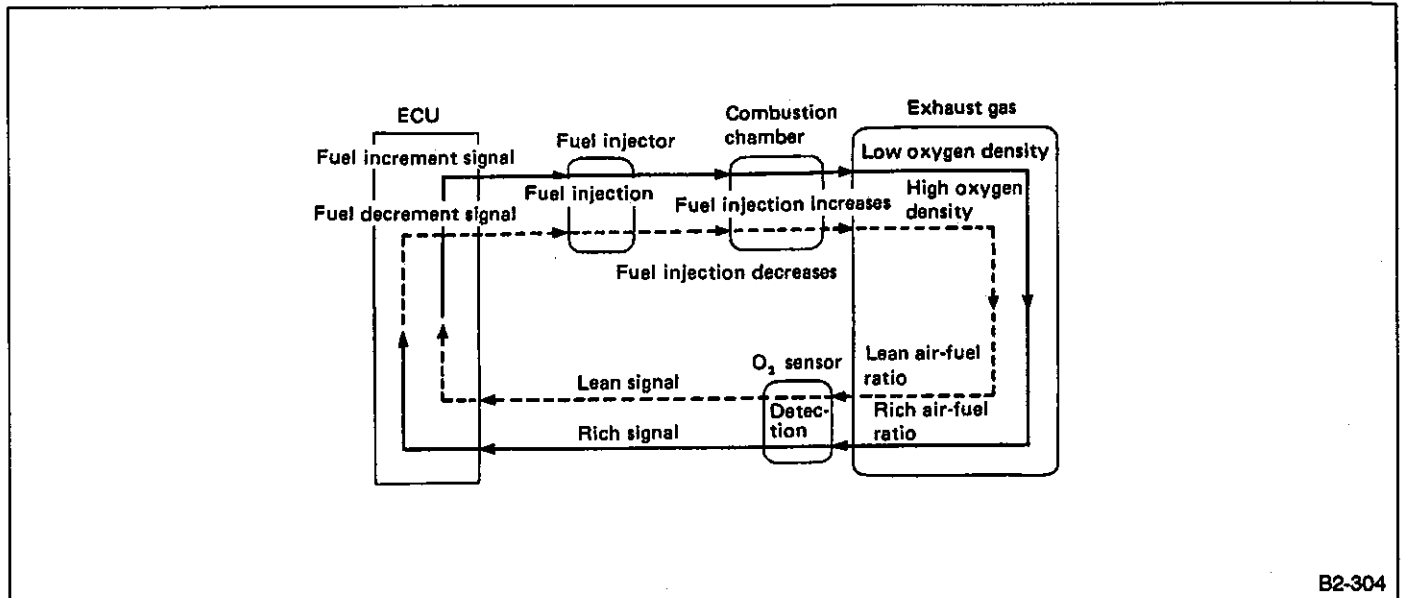 ECU
Fuel injector
Combustion
chamber
Exhaust gas
Fuel increment signal
Low oxygen density
Fuel injection
High oxygen
density
Fuel injection increases
Fuel decrement signal
Fuel injection decreases
O₂ sensor
Lean air-fuel
ratio
Lean signal
Detec-
tion
Rich air-fuel
ratio
Rich signal
B2-304